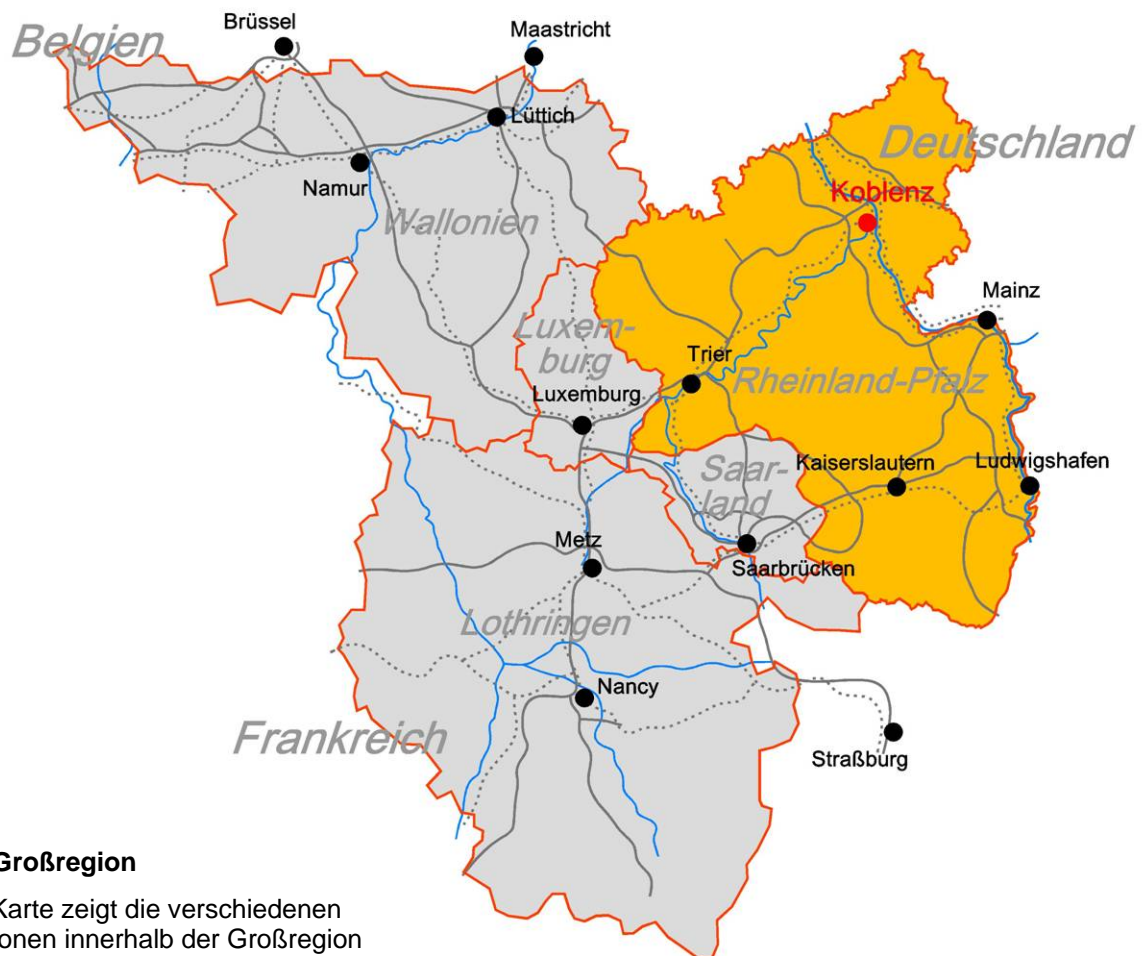 Brüssel
Maastricht
Belgien
Lüttich
Deutschland
Namur
Koblenz
Wallonien
Mainz
Luxem-
burg
Trier
Rheinland-Pfalz
Luxemburg
Saar-
land
Kaiserslautern
Ludwigshafen
Metz
Saarbrücken
Lothringen
Nancy
Frankreich
Straßburg
Großregion
Karte zeigt die verschiedenen
onen innerhalb der Großregion